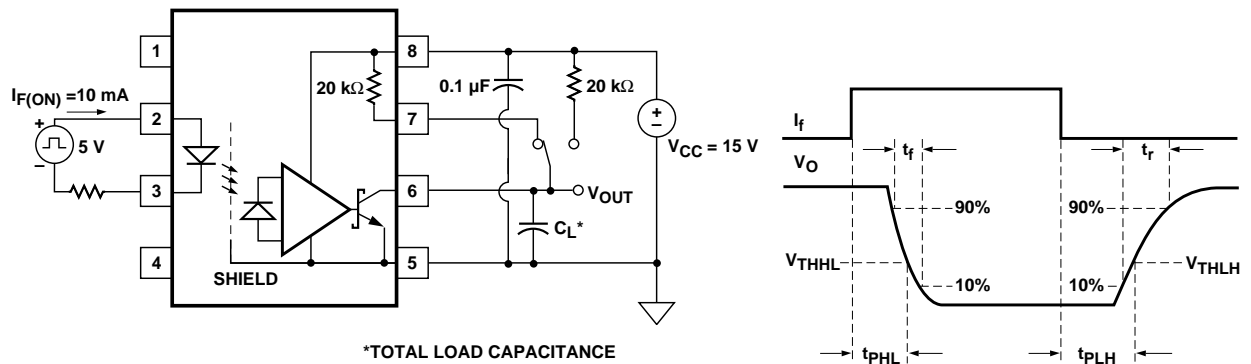 1
2
3
4
8
7
6
5
I_F(ON) =10 mA
+
5 V
−
20 kΩ
0.1 µF
20 kΩ
+
−
V_CC = 15 V
V_OUT
C_L*
SHIELD
*TOTAL LOAD CAPACITANCE
I_f
V_O
t_f
t_r
90%
90%
V_THHL
V_THLH
10%
10%
t_PHL
t_PLH